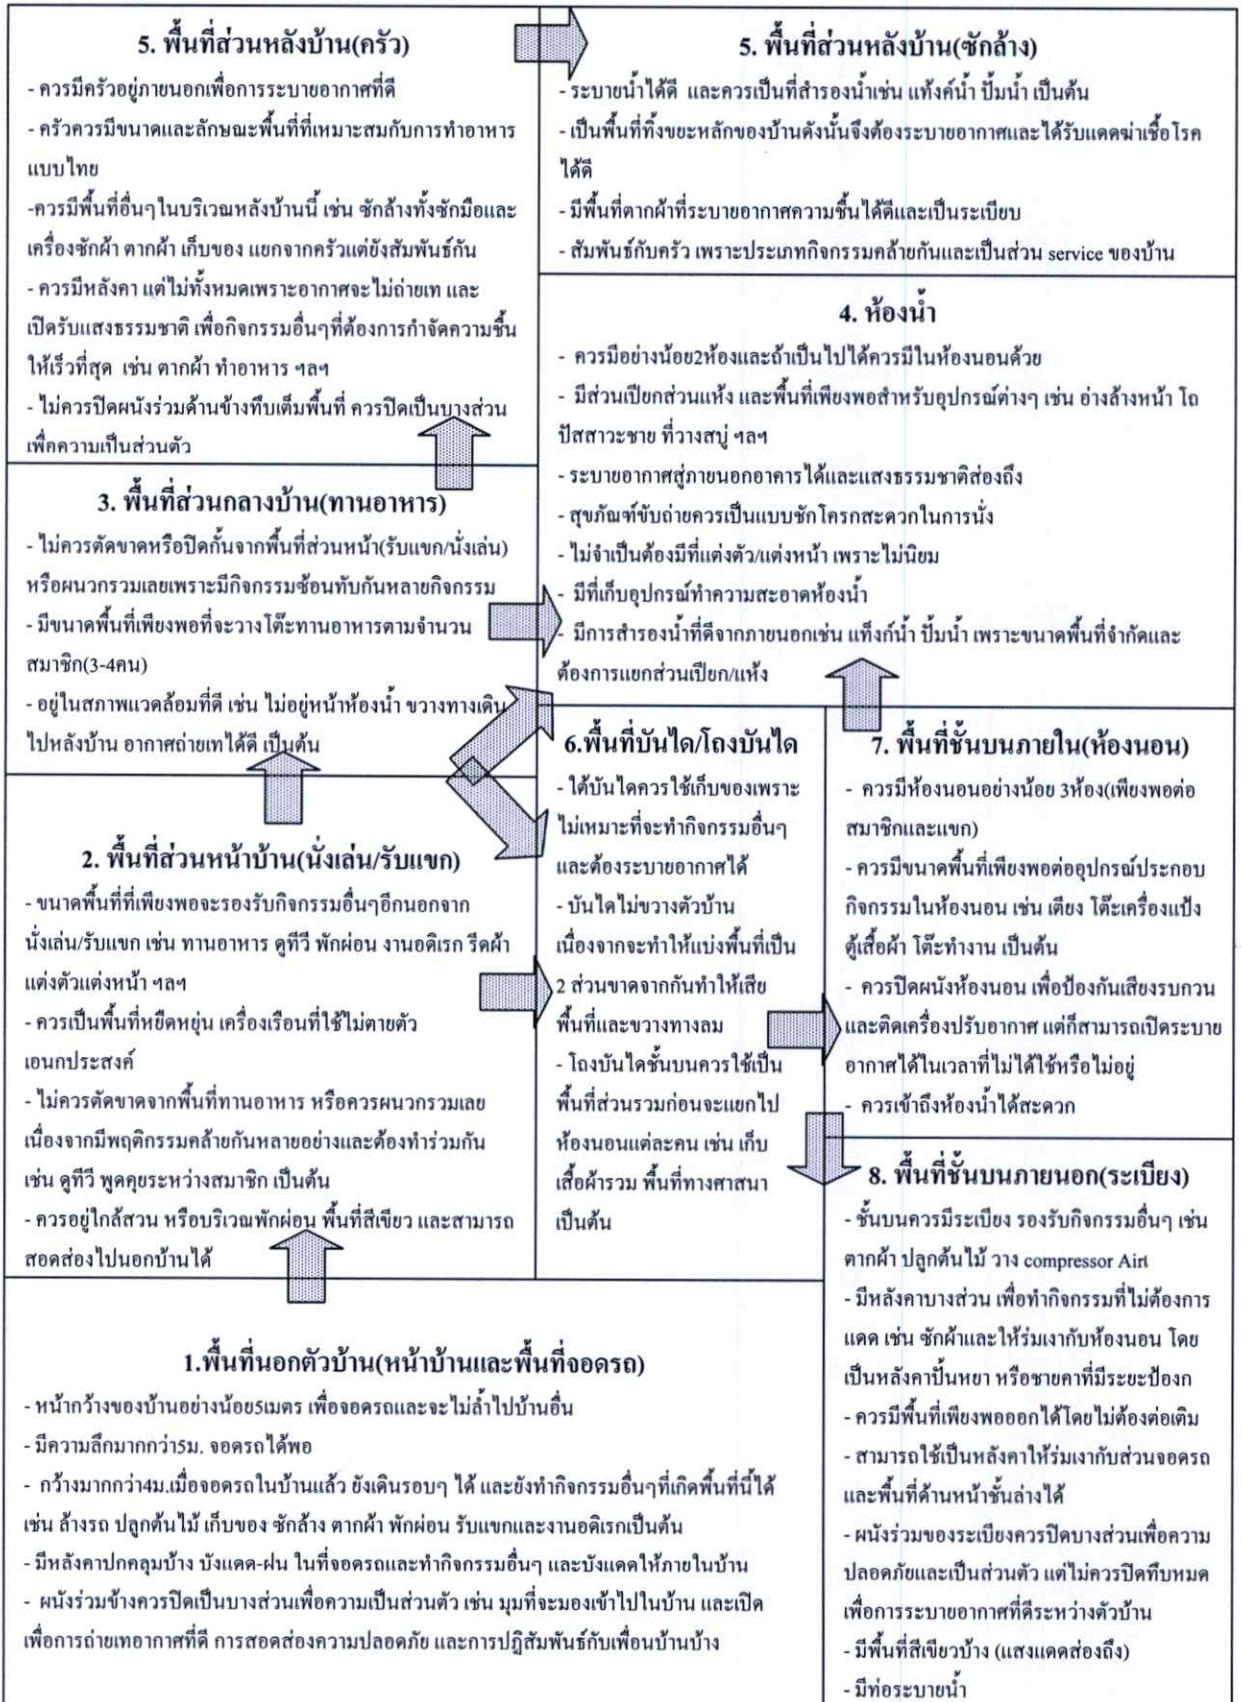 5. พื้นที่ส่วนหลังบ้าน(ครัว)
- ควรมีครัวอยู่ภายนอกเพื่อการระบายอากาศที่ดี
- ครัวควรมีขนาดและลักษณะพื้นที่ที่เหมาะสมกับการทำอาหาร
แบบไทย
-ควรมีพื้นที่อื่นๆในบริเวณหลังบ้านนี้ เช่น ซักล้างทั้งซักมือและ
เครื่องซักผ้า ตากผ้า เก็บของ แยกจากครัวแต่ยังสัมพันธ์กัน
- ควรมีหลังคา แต่ไม่ทั้งหมดเพราะอากาศจะไม่ถ่ายเท และ
เปิดรับแสงธรรมชาติ เพื่อกิจกรรมอื่นๆที่ต้องการกำจัดความชื้น
ให้เร็วที่สุด เช่น ตากผ้า ทำอาหาร ฯลฯ
- ไม่ควรปิดผนังร่วมด้านข้างทึบเต็มพื้นที่ ควรปิดเป็นบางส่วน
เพื่อความเป็นส่วนตัว
5. พื้นที่ส่วนหลังบ้าน(ซักล้าง)
- ระบายน้ำได้ดี และควรเป็นที่สำรองน้ำเช่น แท้งค์น้ำ ปั้มน้ำ เป็นต้น
- เป็นพื้นที่ทิ้งขยะหลักของบ้านดังนั้นจึงต้องระบายอากาศและได้รับแดดฆ่าเชื้อโรค
ได้ดี
- มีพื้นที่ตากผ้าที่ระบายอากาศความชื้นได้ดีและเป็นระเบียบ
- สัมพันธ์กับครัว เพราะประเภทกิจกรรมคล้ายกันและเป็นส่วน service ของบ้าน
4. ห้องน้ำ
- ควรมีอย่างน้อย2ห้องและถ้าเป็นไปได้ควรมีในห้องนอนด้วย
- มีส่วนเปียกส่วนแห้ง และพื้นที่เพียงพอสำหรับอุปกรณ์ต่างๆ เช่น อ่างล้างหน้า โถ
ปัสสาวะชาย ที่วางสบู่ ฯลฯ
- ระบายอากาศสู่ภายนอกอาคารได้และแสงธรรมชาติส่องถึง
- สุขภัณฑ์ขับถ่ายควรเป็นแบบชักโครกสะดวกในการนั่ง
- ไม่จำเป็นต้องมีที่แต่งตัว/แต่งหน้า เพราะไม่นิยม
- มีที่เก็บอุปกรณ์ทำความสะอาดห้องน้ำ
- มีการสำรองน้ำที่ดีจากภายนอกเช่น แท็งก์น้ำ ปั้มน้ำ เพราะขนาดพื้นที่จำกัดและ
ต้องการแยกส่วนเปียก/แห้ง
3. พื้นที่ส่วนกลางบ้าน(ทานอาหาร)
- ไม่ควรตัดขาดหรือปิดกั้นจากพื้นที่ส่วนหน้า(รับแขก/นั่งเล่น)
หรือผนวกรวมเลยเพราะมีกิจกรรมซ้อนทับกันหลายกิจกรรม
- มีขนาดพื้นที่เพียงพอที่จะวางโต๊ะทานอาหารตามจำนวน
สมาชิก(3-4คน)
- อยู่ในสภาพแวดล้อมที่ดี เช่น ไม่อยู่หน้าห้องน้ำ ขวางทางเดิน
ไปหลังบ้าน อากาศถ่ายเทได้ดี เป็นต้น
2. พื้นที่ส่วนหน้าบ้าน(นั่งเล่น/รับแขก)
- ขนาดพื้นที่ที่เพียงพอจะรองรับกิจกรรมอื่นๆอีกนอกจาก
นั่งเล่น/รับแขก เช่น ทานอาหาร ดูทีวี พักผ่อน งานอดิเรก รีดผ้า
แต่งตัวแต่งหน้า ฯลฯ
- ควรเป็นพื้นที่หยืดหยุ่น เครื่องเรือนที่ใช้ไม่ตายตัว
เอนกประสงค์
- ไม่ควรตัดขาดจากพื้นที่ทานอาหาร หรือควรผนวกรวมเลย
เนื่องจากมีพฤติกรรมคล้ายกันหลายอย่างและต้องทำร่วมกัน
เช่น ดูทีวี พูดคุยระหว่างสมาชิก เป็นต้น
- ควรอยู่ใกล้สวน หรือบริเวณพักผ่อน พื้นที่สีเขียว และสามารถ
สอดส่องไปนอกบ้านได้
6.พื้นที่บันได/โถงบันได
- ใต้บันไดควรใช้เก็บของเพราะ
ไม่เหมาะที่จะทำกิจกรรมอื่นๆ
และต้องระบายอากาศได้
- บันไดไม่ขวางตัวบ้าน
เนื่องจากจะทำให้แบ่งพื้นที่เป็น
2 ส่วนขาดจากกันทำให้เสีย
พื้นที่และขวางทางลม
- โถงบันไดชั้นบนควรใช้เป็น
พื้นที่ส่วนรวมก่อนจะแยกไป
ห้องนอนแต่ละคน เช่น เก็บ
เสื้อผ้ารวม พื้นที่ทางศาสนา
เป็นต้น
7. พื้นที่ชั้นบนภายใน(ห้องนอน)
- ควรมีห้องนอนอย่างน้อย 3ห้อง(เพียงพอต่อ
สมาชิกและแขก)
- ควรมีขนาดพื้นที่เพียงพอต่ออุปกรณ์ประกอบ
กิจกรรมในห้องนอน เช่น เตียง โต๊ะเครื่องแป้ง
ตู้เสื้อผ้า โต๊ะทำงาน เป็นต้น
- ควรปิดผนังห้องนอน เพื่อป้องกันเสียงรบกวน
และติดเครื่องปรับอากาศ แต่ก็สามารถเปิดระบาย
อากาศได้ในเวลาที่ไม่ได้ใช้หรือไม่อยู่
- ควรเข้าถึงห้องน้ำได้สะดวก
8. พื้นที่ชั้นบนภายนอก(ระเบียง)
- ชั้นบนควรมีระเบียง รองรับกิจกรรมอื่นๆ เช่น
ตากผ้า ปลูกต้นไม้ วาง compressor Air
- มีหลังคาบางส่วน เพื่อทำกิจกรรมที่ไม่ต้องการ
แดด เช่น ซักผ้าและให้ร่มเงากับห้องนอน โดย
เป็นหลังคาปั้นหยา หรือชายคาที่มีระยะป้องก
- ควรมีพื้นที่เพียงพอออกได้โดยไม่ต้องต่อเติม
- สามารถใช้เป็นหลังคาให้ร่มเงากับส่วนจอดรถ
และพื้นที่ด้านหน้าชั้นล่างได้
- ผนังร่วมของระเบียงควรปิดบางส่วนเพื่อความ
ปลอดภัยและเป็นส่วนตัว แต่ไม่ควรปิดทึบหมด
เพื่อการระบายอากาศที่ดีระหว่างตัวบ้าน
- มีพื้นที่สีเขียวบ้าง (แสงแดดส่องถึง)
- มีท่อระบายน้ำ
1.พื้นที่นอกตัวบ้าน(หน้าบ้านและพื้นที่จอดรถ)
- หน้ากว้างของบ้านอย่างน้อย5เมตร เพื่อจอดรถและจะไม่ล้ำไปบ้านอื่น
- มีความลึกมากกว่า5ม. จอดรถได้พอ
- กว้างมากกว่า4ม.เมื่อจอดรถในบ้านแล้ว ยังเดินรอบๆ ได้ และยังทำกิจกรรมอื่นๆที่เกิดพื้นที่นี้ได้
เช่น ล้างรถ ปลูกต้นไม้ เก็บของ ซักล้าง ตากผ้า พักผ่อน รับแขกและงานอดิเรกเป็นต้น
- มีหลังคาปกคลุมบ้าง บังแดด-ฝน ในที่จอดรถและทำกิจกรรมอื่นๆ และบังแดดให้ภายในบ้าน
- ผนังร่วมข้างควรปิดเป็นบางส่วนเพื่อความเป็นส่วนตัว เช่น มุมที่จะมองเข้าไปในบ้าน และเปิด
เพื่อการถ่ายเทอากาศที่ดี การสอดส่องความปลอดภัย และการปฏิสัมพันธ์กับเพื่อนบ้านบ้าง